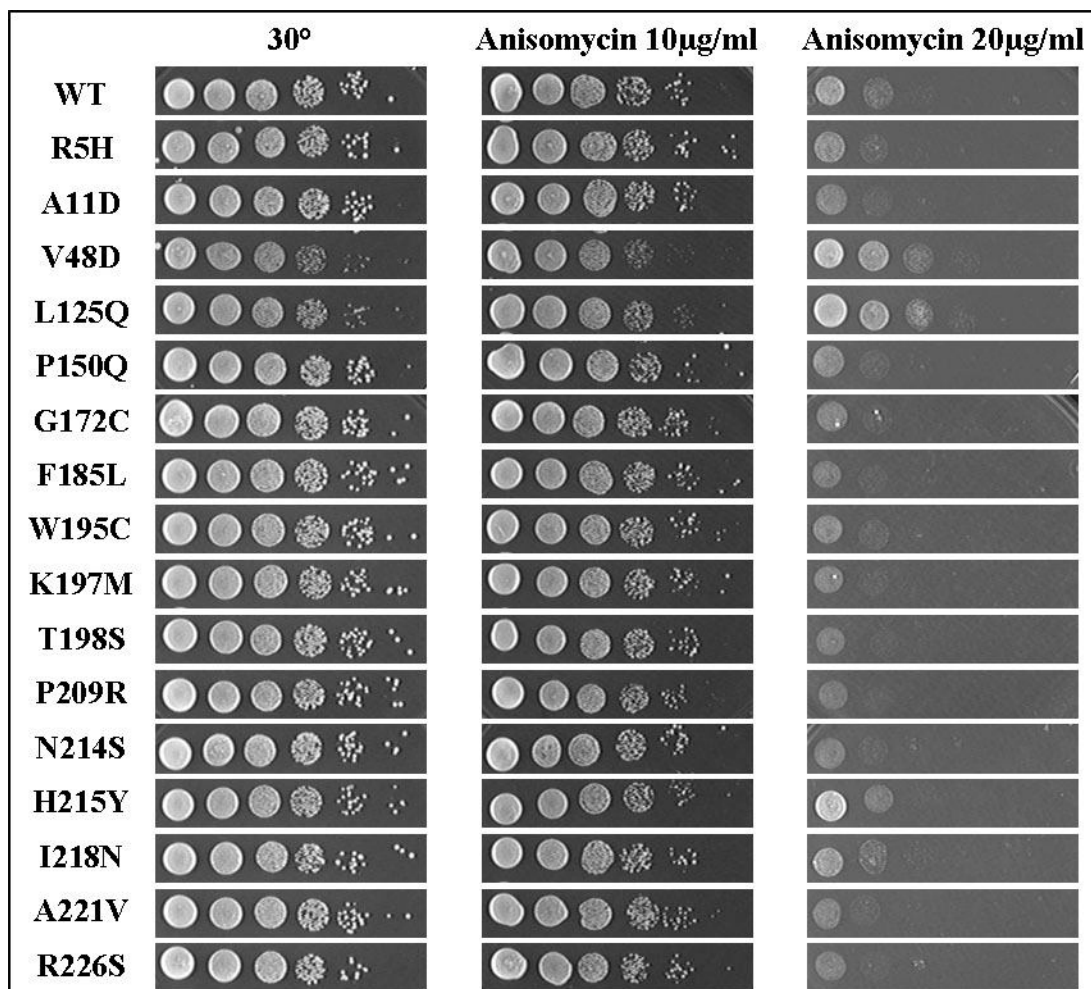 30° Anisomycin 10µg/ml Anisomycin 20µg/ml
WT
R5H
A11D
V48D
L125Q
P150Q
G172C
F185L
W195C
K197M
T198S
P209R
N214S
H215Y
I218N
A221V
R226S